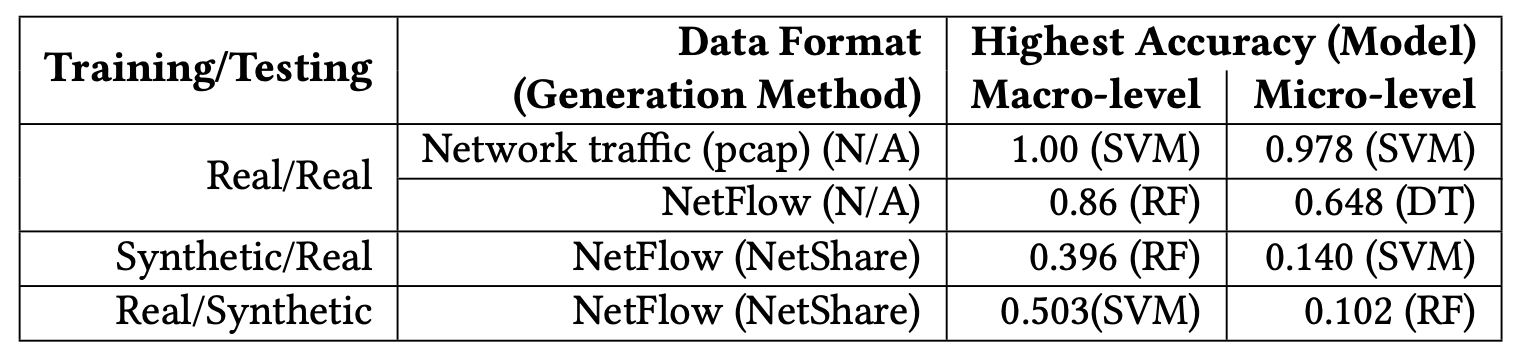 Training/Testing Data Format (Generation Method) Highest Accuracy (Model)
Macro-level Micro-level
Real/Real Network traffic (pcap) (N/A) 1.00 (SVM) 0.978 (SVM)
NetFlow (N/A) 0.86 (RF) 0.648 (DT)
Synthetic/Real NetFlow (NetShare) 0.396 (RF) 0.140 (SVM)
Real/Synthetic NetFlow (NetShare) 0.503(SVM) 0.102 (RF)